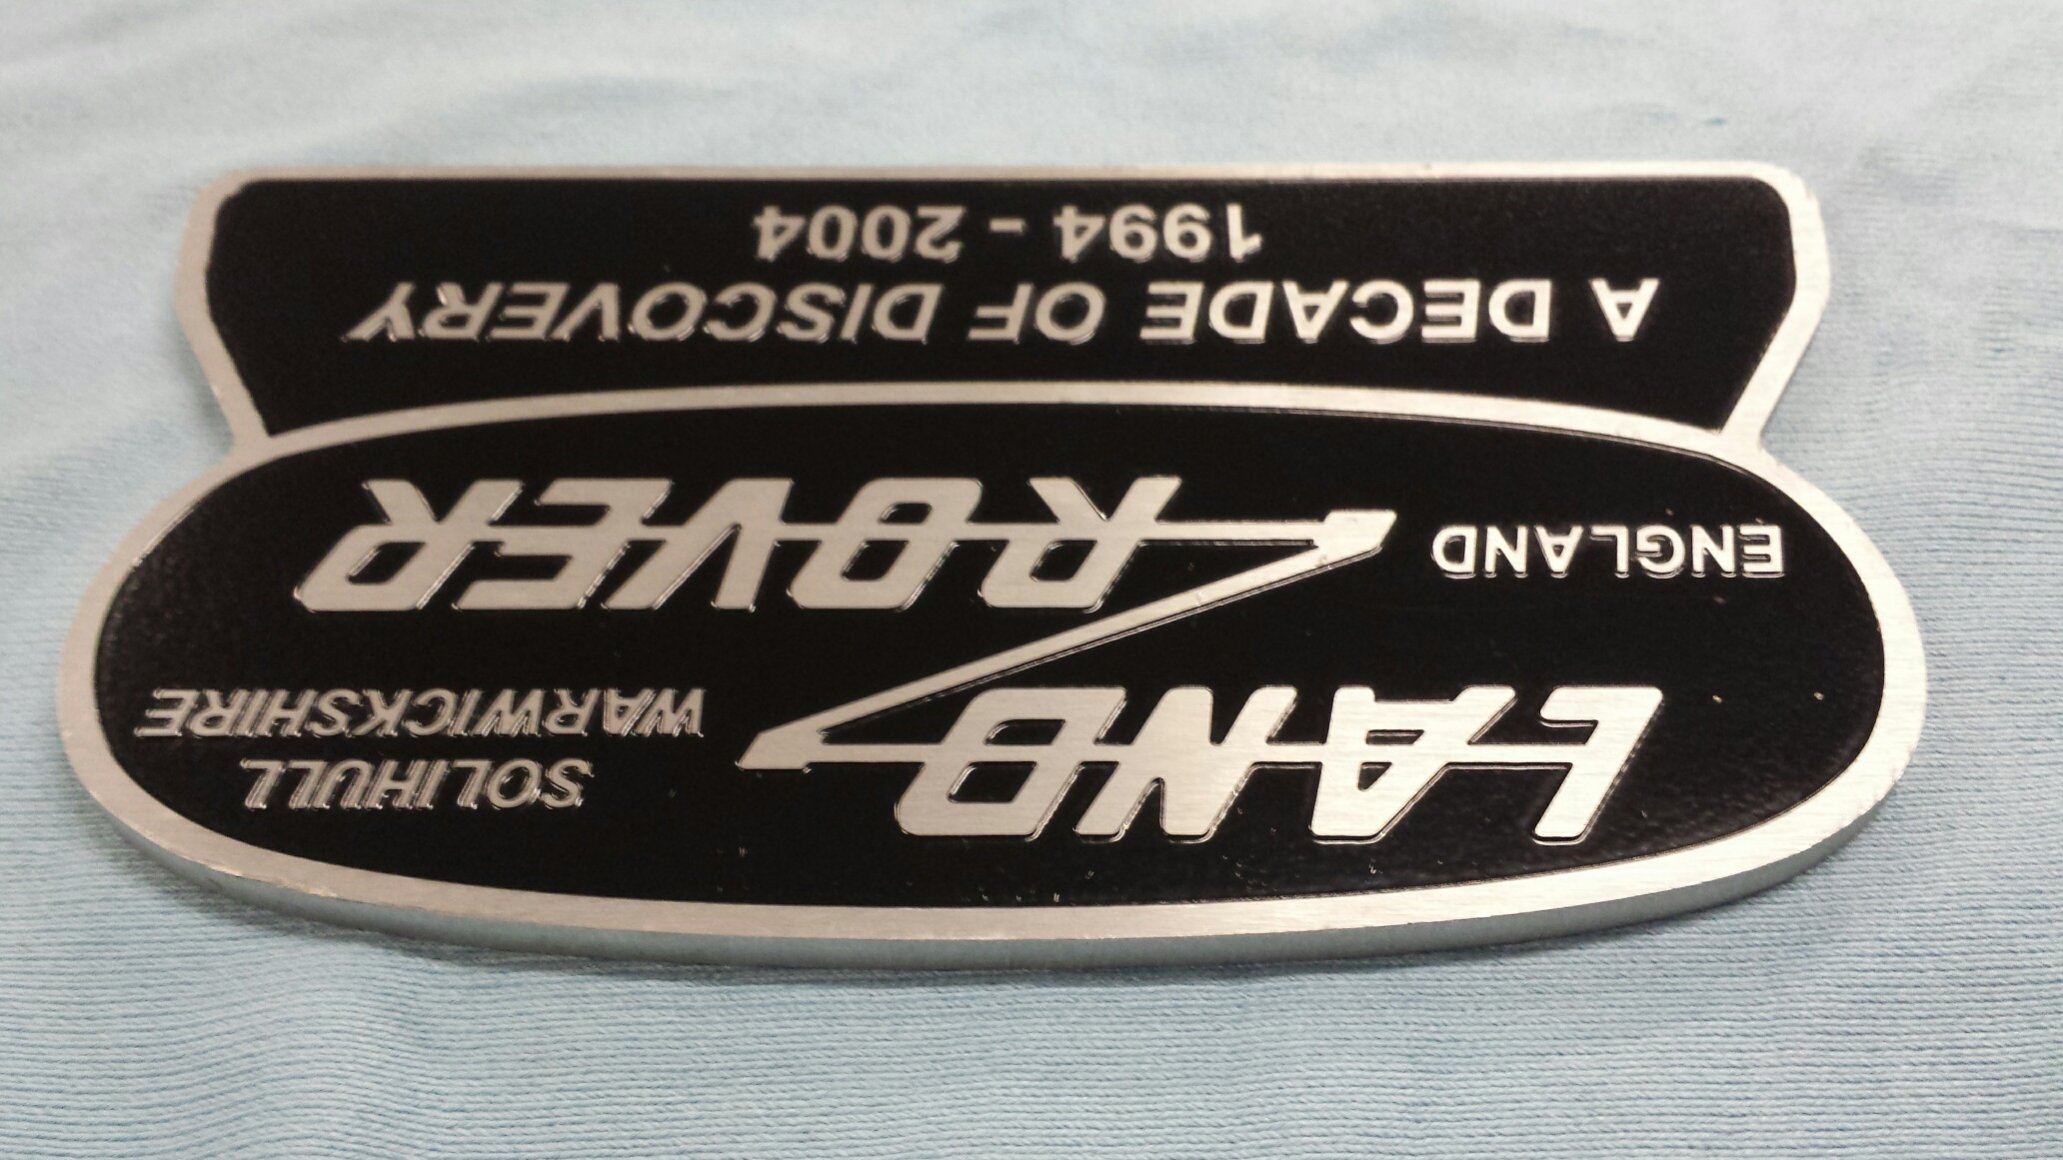 SOLIHULL
LAND
WARWICKSHIRE
ENGLAND
ROVER
A DECADE OF DISCOVERY
1994 - 2004